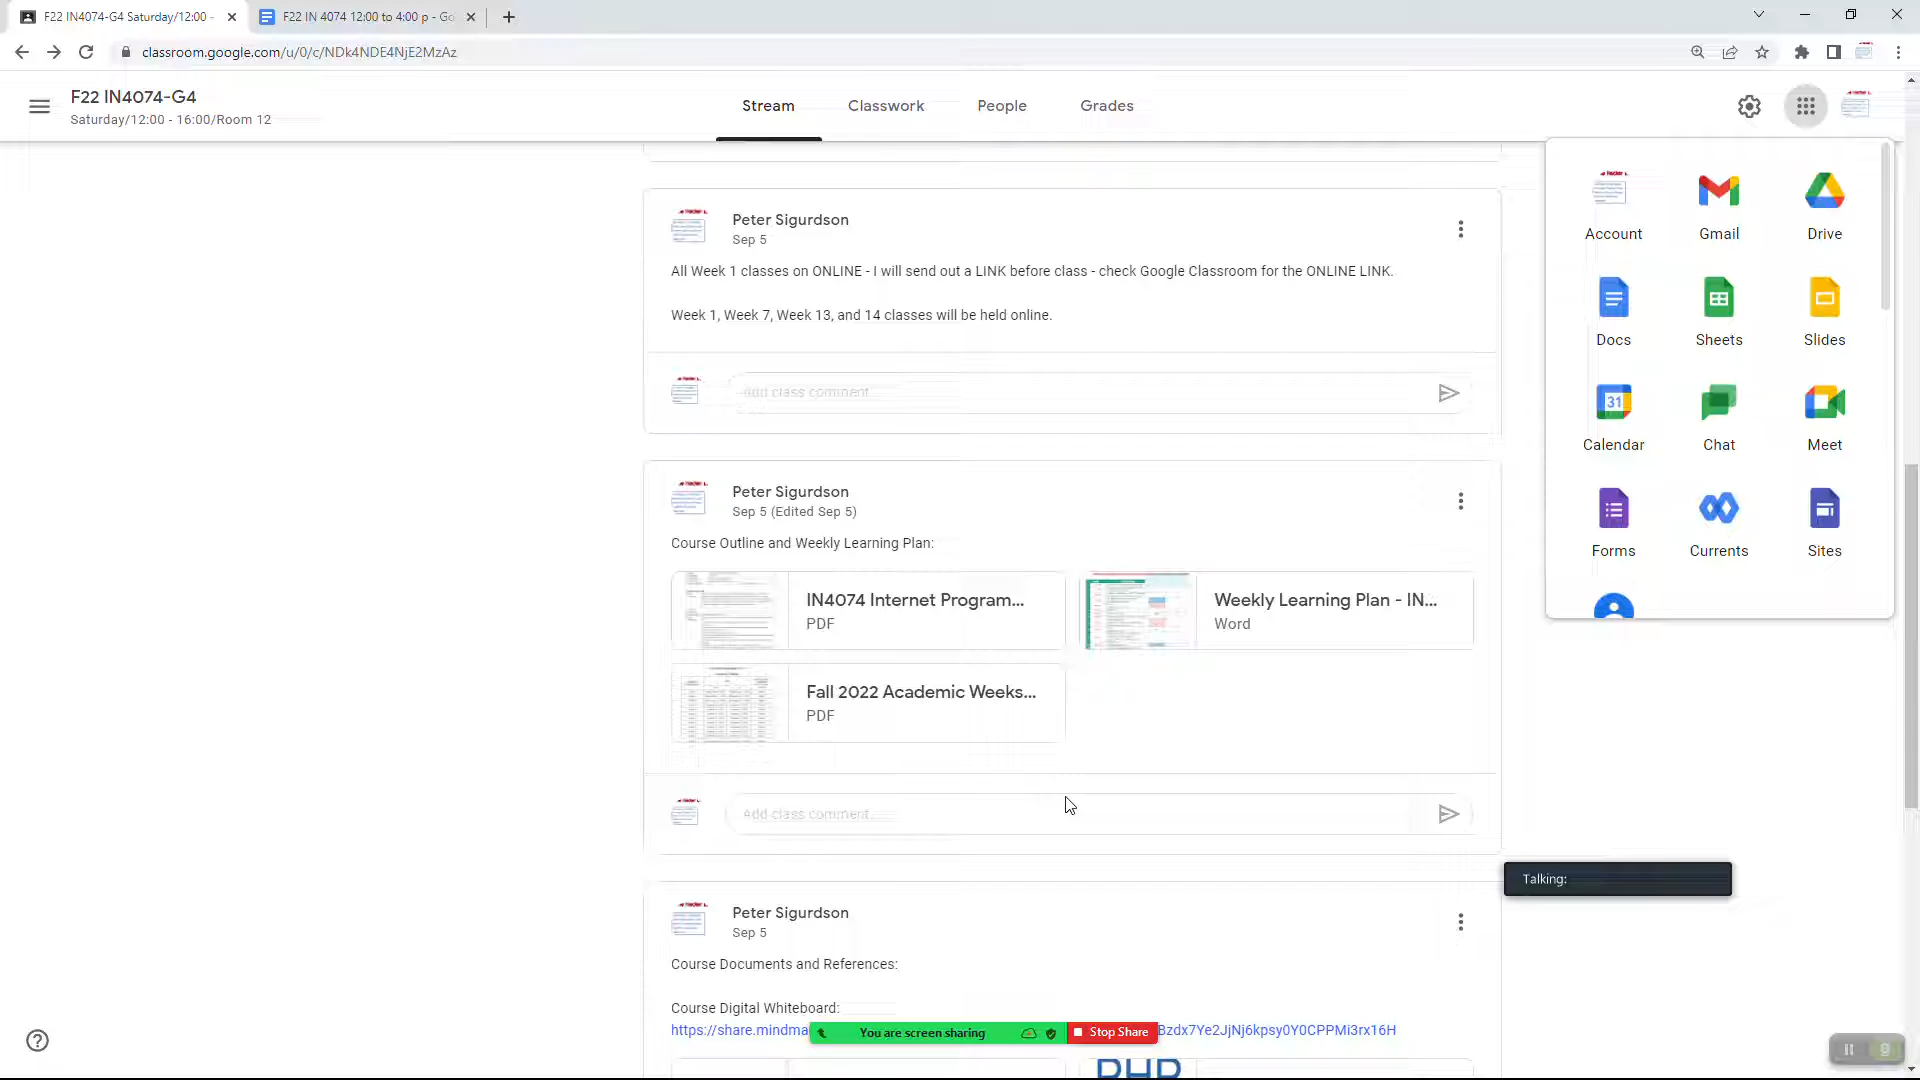 F22 IN4074-G4 Saturday/12:00 -
F22 IN 4074 12:00 to 4:00 p - Go
classroom.google.com/u/0/c/NDk4NDE4NjE2MzAz
F22 IN4074-G4
Saturday/12:00 - 16:00/Room 12
Stream
Classwork
People
Grades
Peter Sigurdson
Sep 5
All Week 1 classes on ONLINE - I will send out a LINK before class - check Google Classroom for the ONLINE LINK.
Week 1, Week 7, Week 13, and 14 classes will be held online.
Add class comment...
Peter Sigurdson
Sep 5 (Edited Sep 5)
Course Outline and Weekly Learning Plan:
IN4074 Internet Program...
PDF
Weekly Learning Plan - IN...
Word
Fall 2022 Academic Weeks...
PDF
Add class comment...
Peter Sigurdson
Sep 5
Course Documents and References:
Course Digital Whiteboard:
https://share.mindma
Bzdx7Ye2JjNj6kpsy0Y0CPPMi3rx16H
PHP
You are screen sharing
Stop Share
Talking:
Account
Gmail
Drive
Docs
Sheets
Slides
31
Calendar
Chat
Meet
Forms
Currents
Sites